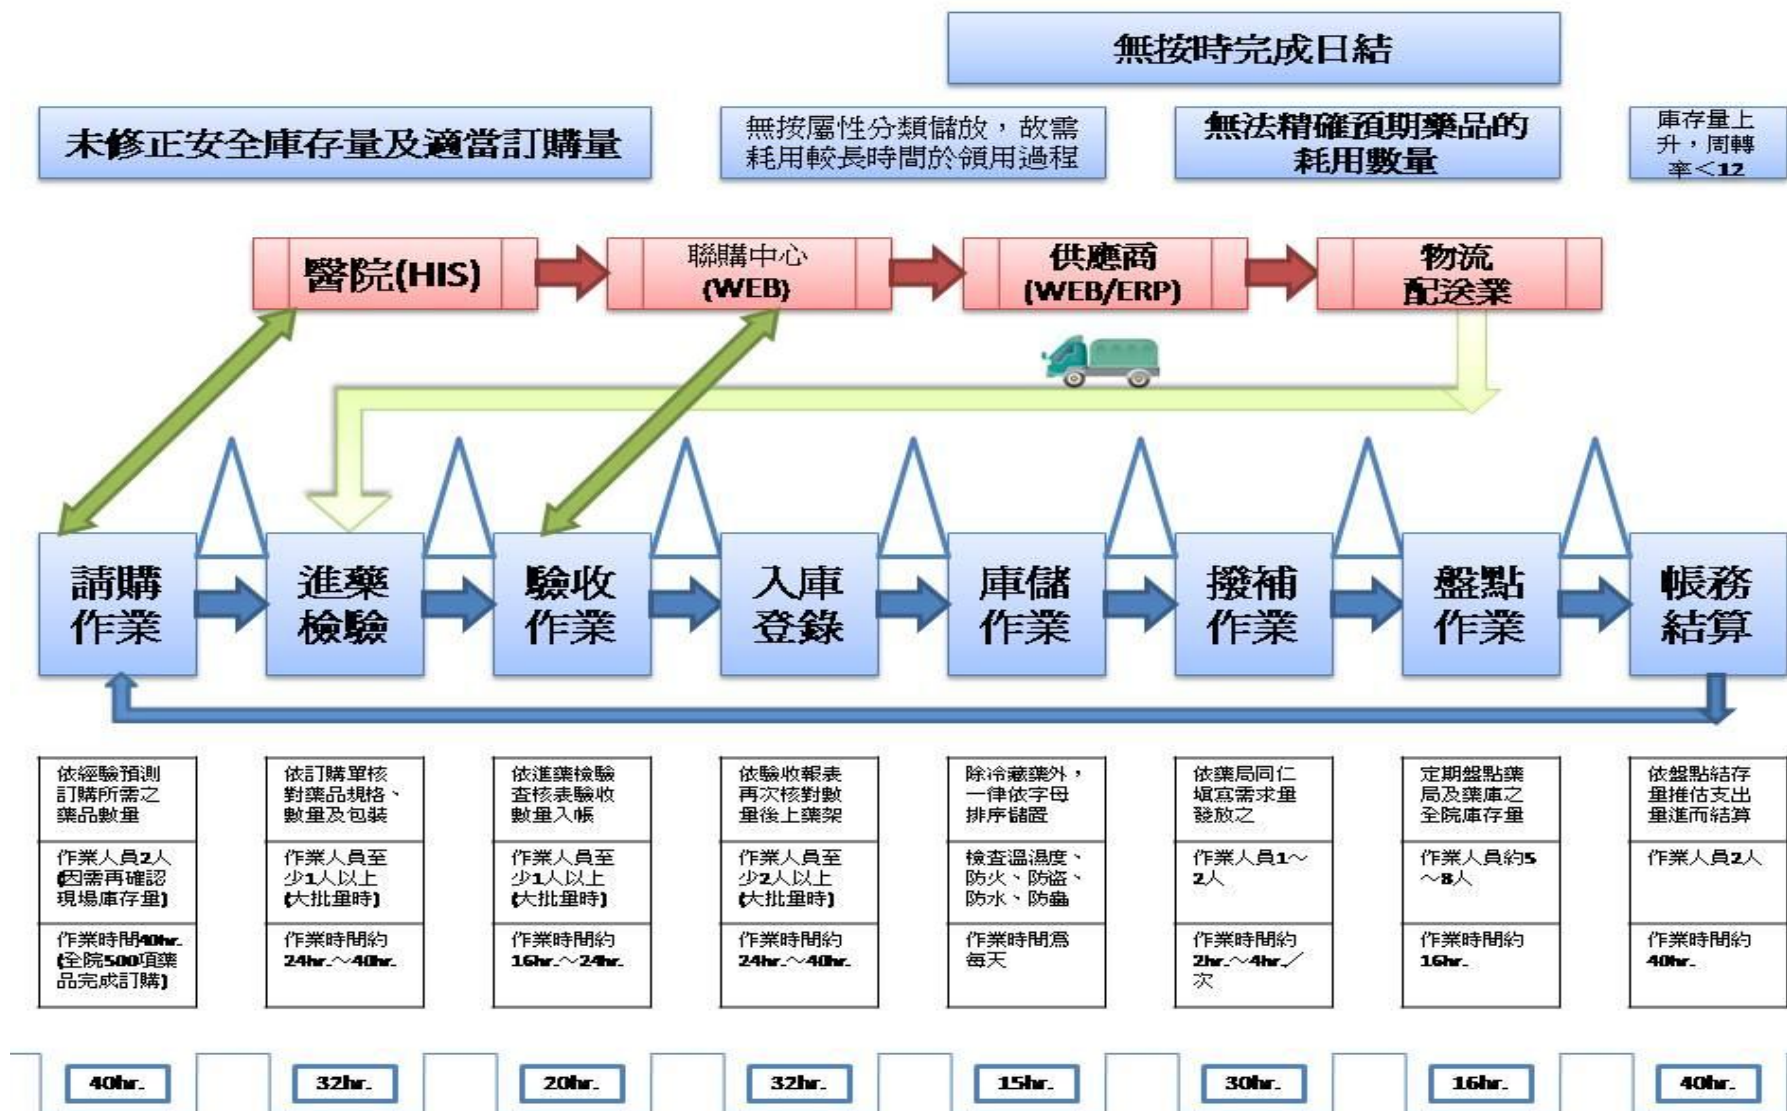 無按時完成日結
未修正安全庫存量及適當訂購量
無按屬性分類儲放，故需
耗用較長時間於領用過程
無法精確預期藥品的
耗用數量
庫存量上
升，周轉
率＜12
醫院(HIS)
聯購中心
(WEB)
供應商
(WEB/ERP)
物流
配送業
請購
作業
進藥
檢驗
驗收
作業
入庫
登錄
庫儲
作業
撥補
作業
盤點
作業
帳務
結算
依經驗預測
訂購所需之
藥品數量
依訂購單核
對藥品規格、
數量及包裝
依進藥檢驗
查核表驗收
數量入帳
依驗收報表
再次核對數
量後上藥架
除冷藏藥外，
一律依字母
排序儲置
依藥局同仁
填寫需求量
發放之
定期盤點藥
局及藥庫之
全院庫存量
依盤點結存
量推估支出
量進而結算
作業人員2人
(因需再確認
現場庫存量)
作業人員至
少1人以上
(大批量時)
作業人員至
少1人以上
(大批量時)
作業人員至
少2人以上
(大批量時)
檢查溫濕度、
防火、防盜、
防水、防蟲
作業人員1～
2人
作業人員約5
～8人
作業人員2人
作業時間40hr.
(全院500項藥
品完成訂購)
作業時間約
24hr.～40hr.
作業時間約
16hr.～24hr.
作業時間約
24hr.～40hr.
作業時間為
每天
作業時間約
2hr.～4hr.／
次
作業時間約
16hr.
作業時間約
40hr.
40hr.
32hr.
20hr.
32hr.
15hr.
30hr.
16hr.
40hr.